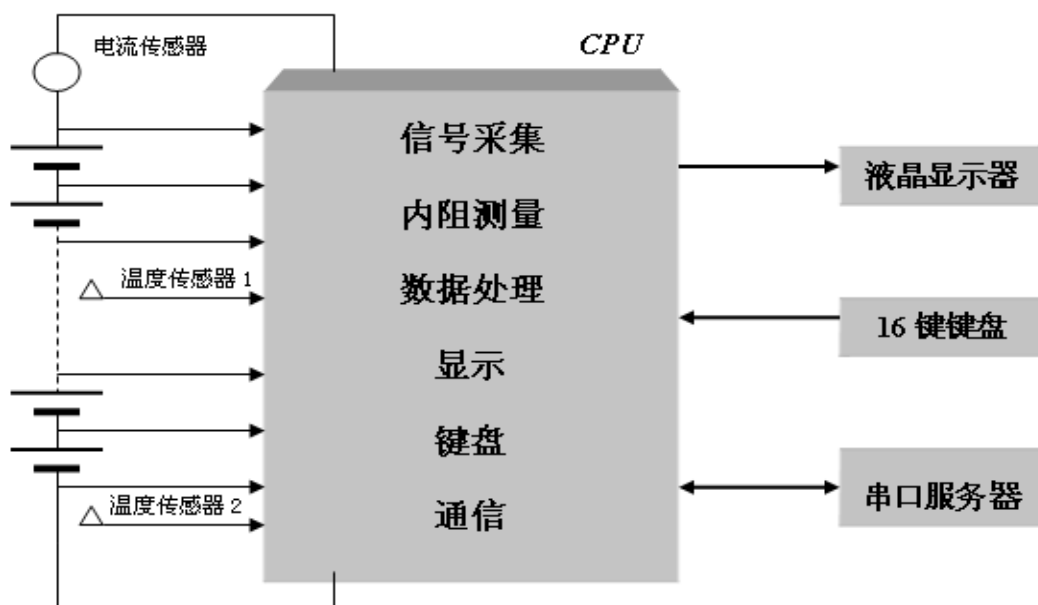 电流传感器
CPU
信号采集
内阻测量
温度传感器 1
数据处理
显示
键盘
温度传感器 2
通信
液晶显示器
16 键键盘
串口服务器